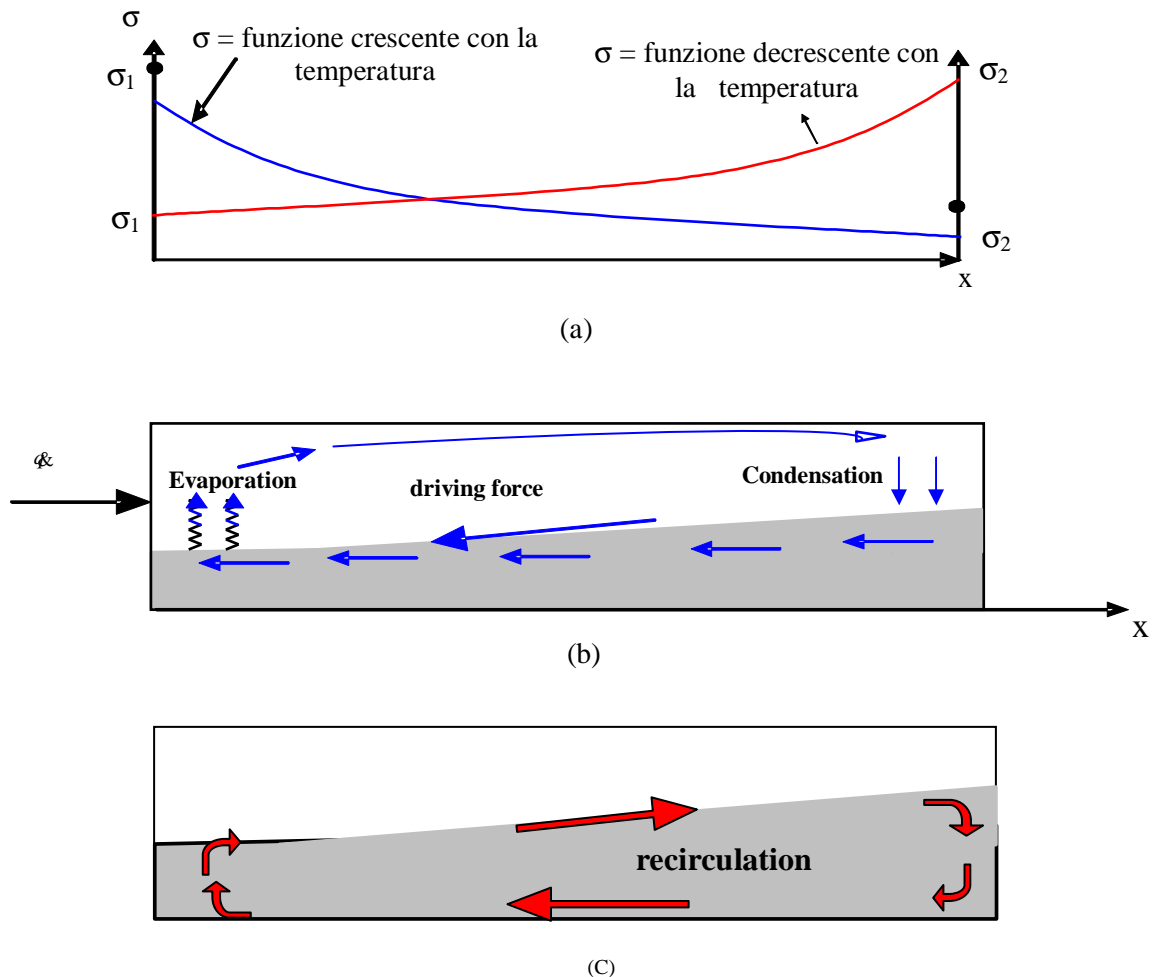 σ
σ = funzione crescente con la
temperatura
σ = funzione decrescente con
la temperatura
σ1
σ2
σ1
σ2
x
(a)
&
Evaporation
driving force
Condensation
x
(b)
recirculation
(C)